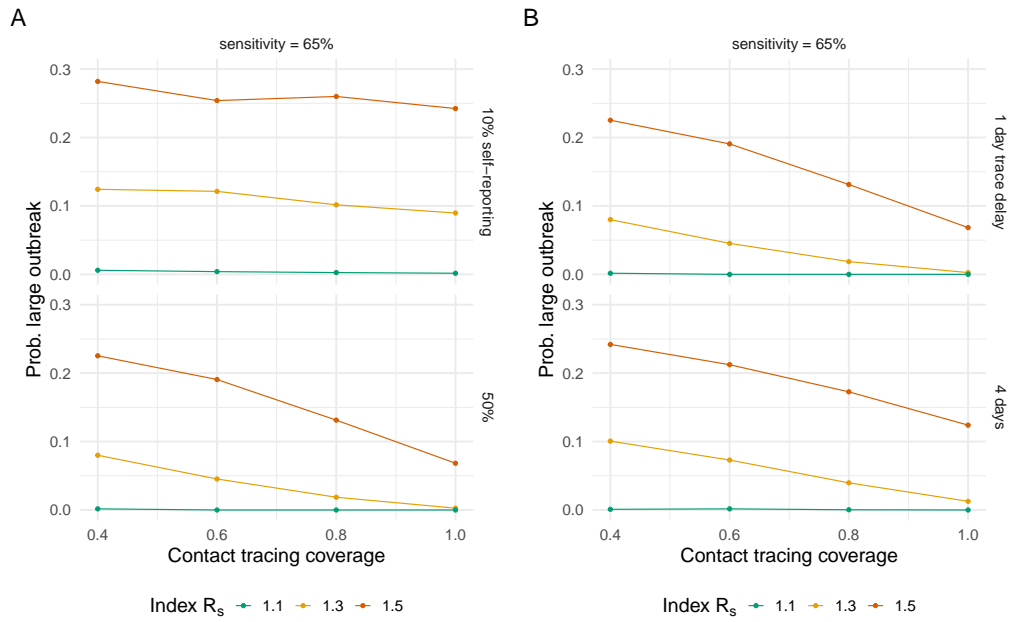 A
sensitivity = 65%
0.3
0.2
0.1
0.0
10% self−reporting
0.3
0.2
0.1
0.0
50%
Prob. large outbreak
0.4
0.6
0.8
1.0
Contact tracing coverage
Index Rs 1.1 1.3 1.5
B
sensitivity = 65%
0.3
0.2
0.1
0.0
1 day trace delay
0.3
0.2
0.1
0.0
4 days
Prob. large outbreak
0.4
0.6
0.8
1.0
Contact tracing coverage
Index Rs 1.1 1.3 1.5